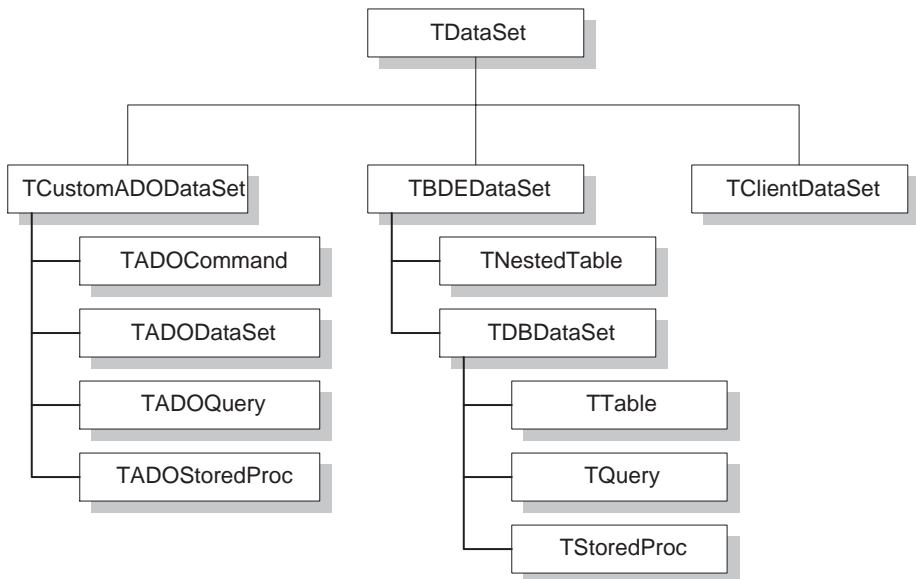 TDataSet
TCustomADODataSet
TBDEDataSet
TClientDataSet
TADOCommand
TNestedTable
TADODataSet
TDBDataSet
TADOQuery
TTable
TADOStoredProc
TQuery
TStoredProc